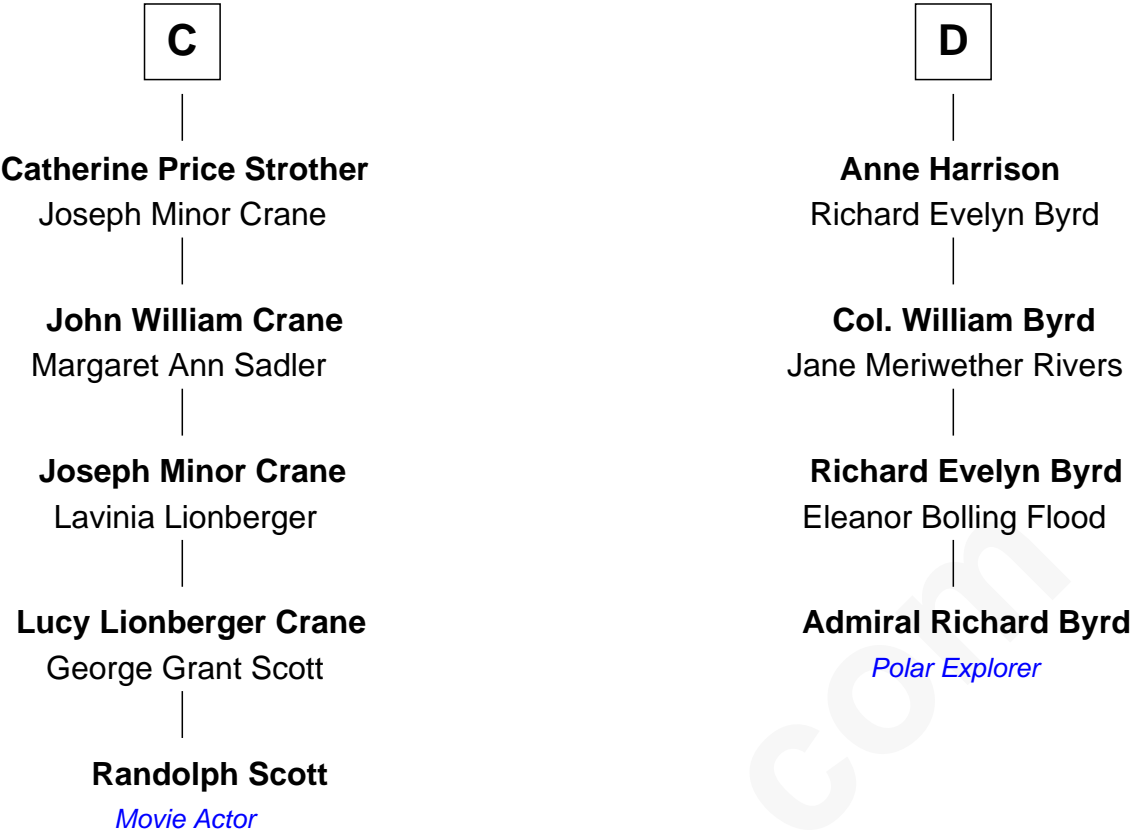 C
Catherine Price Strother
Joseph Minor Crane
John William Crane
Margaret Ann Sadler
Joseph Minor Crane
Lavinia Lionberger
Lucy Lionberger Crane
George Grant Scott
Randolph Scott
Movie Actor
D
Anne Harrison
Richard Evelyn Byrd
Col. William Byrd
Jane Meriwether Rivers
Richard Evelyn Byrd
Eleanor Bolling Flood
Admiral Richard Byrd
Polar Explorer
com